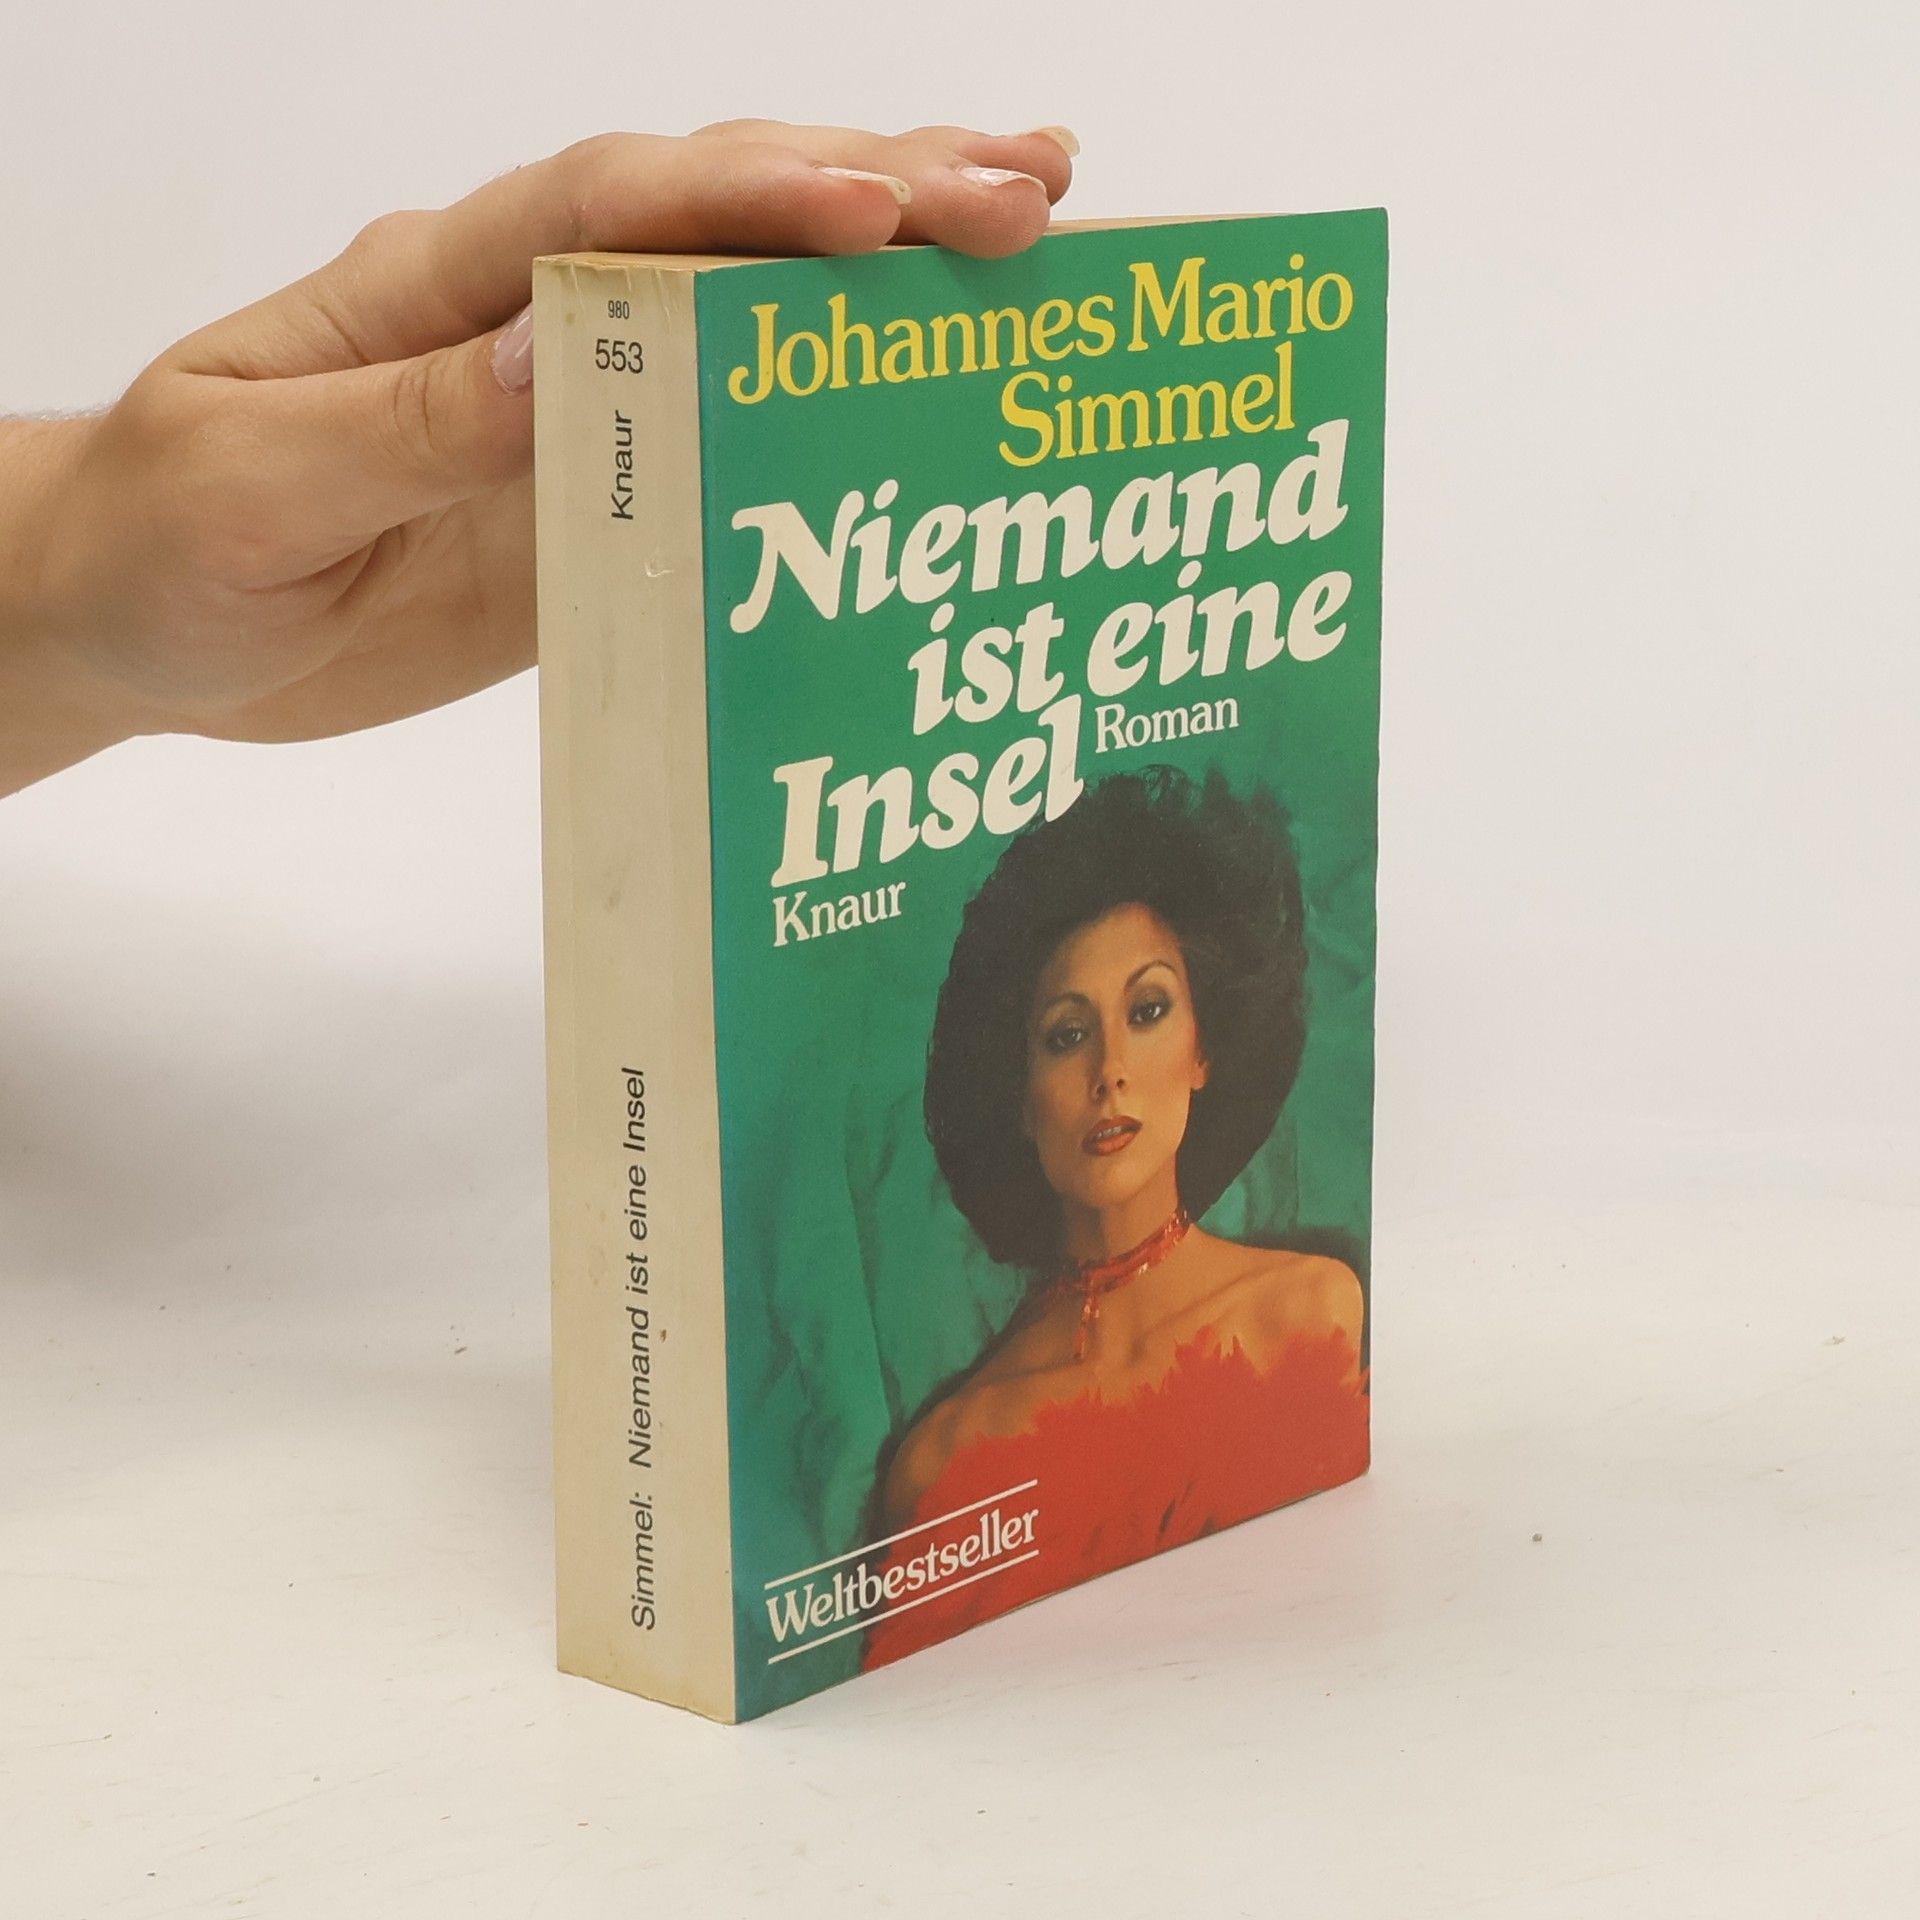 980
553
Knaur
Simmel: Niemand ist eine Insel
Johannes Mario
Simmel
Niemand
ist eine
Insel
Roman
Knaur
Weltbestseller